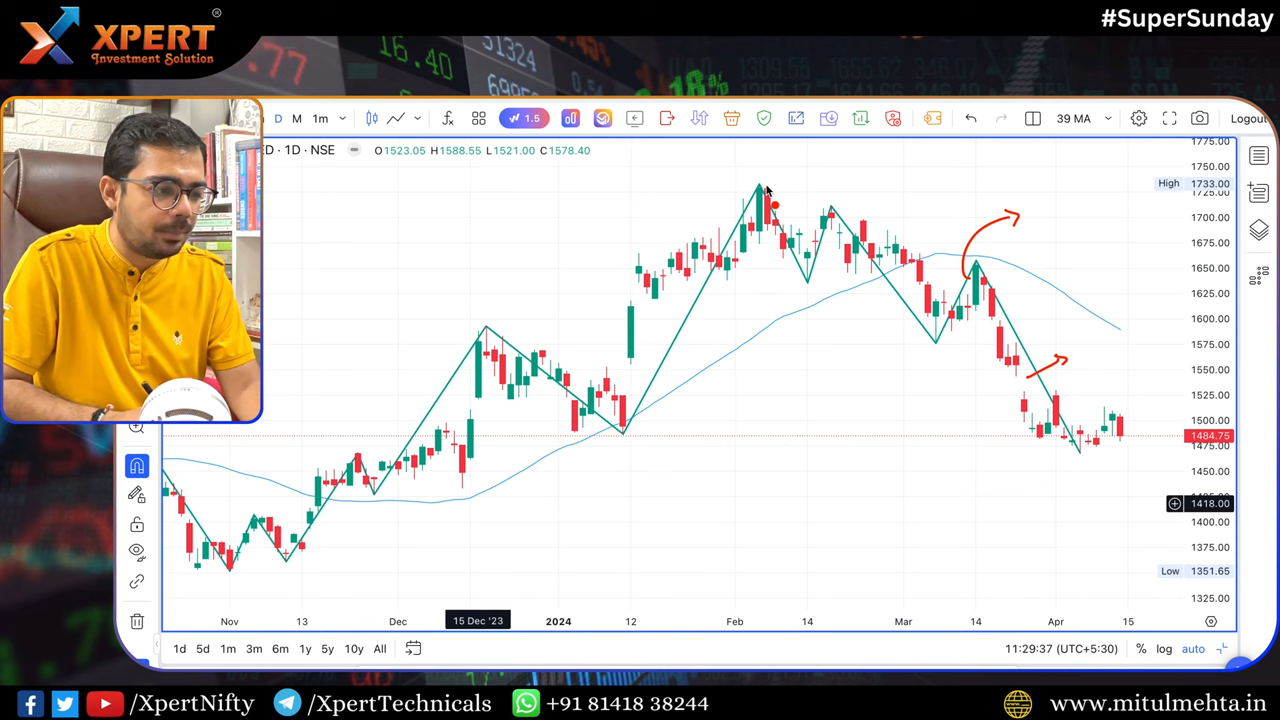 XPERT
®
Investment Solution
#SuperSunday
.77
16.40
51324
D M 1m
1.5
39 MA
Logout
D · 1D · NSE
O1523.05 H1588.55 L1521.00 C1578.40
1775.00
1750.00
High 1733.00
1725.00
1700.00
1675.00
1650.00
1625.00
1600.00
1575.00
1550.00
1525.00
1500.00
1484.75
1475.00
1450.00
1418.00
1400.00
1375.00
Low 1351.65
1325.00
Nov 13 Dec 15 Dec '23 2024 12 Feb 14 Mar 14 Apr 15
1d 5d 1m 3m 6m 1y 5y 10y All
11:29:37 (UTC+5:30) % log auto
/XpertNifty /XpertTechnicals +91 81418 38244 www.mitulmehta.in